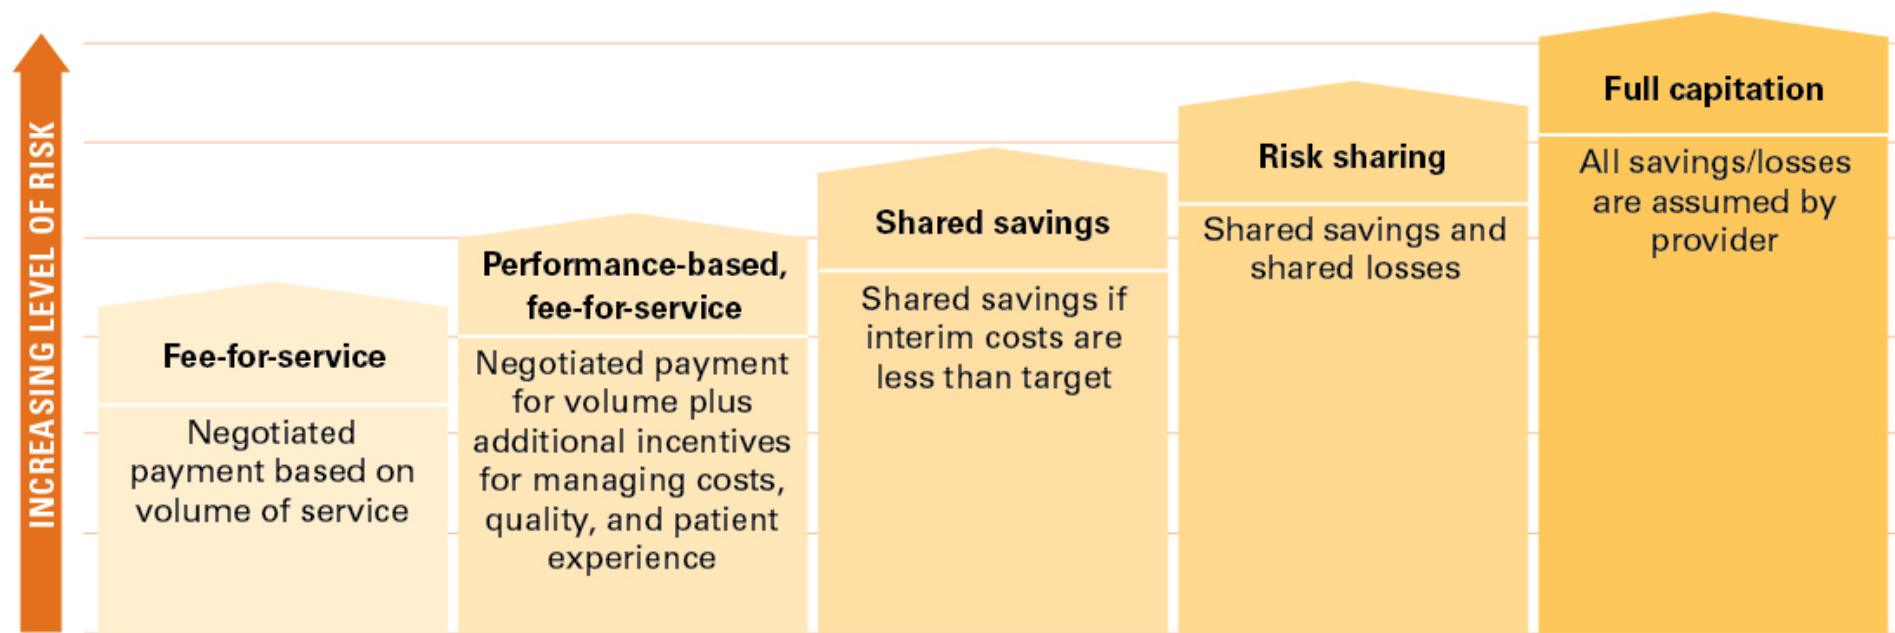 INCREASING LEVEL OF RISK
Fee-for-service
Negotiated
payment based on
volume of service
Performance-based,
fee-for-service
Negotiated payment
for volume plus
additional incentives
for managing costs,
quality, and patient
experience
Shared savings
Shared savings if
interim costs are
less than target
Risk sharing
Shared savings and
shared losses
Full capitation
All savings/losses
are assumed by
provider